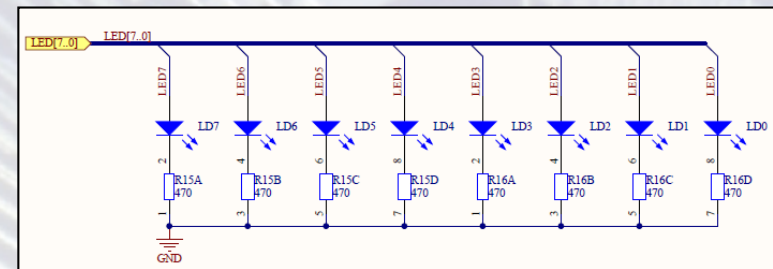 LED[7..0] LED[7..0]
LED7 LED6 LED5 LED4 LED3 LED2 LED1 LED0
LD7 LD6 LD5 LD4 LD3 LD2 LD1 LD0
2 4 6 8 2 4 6 8
R15A R15B R15C R15D R16A R16B R16C R16D
470 470 470 470 470 470 470 470
1 3 5 7 1 3 5 7
GND